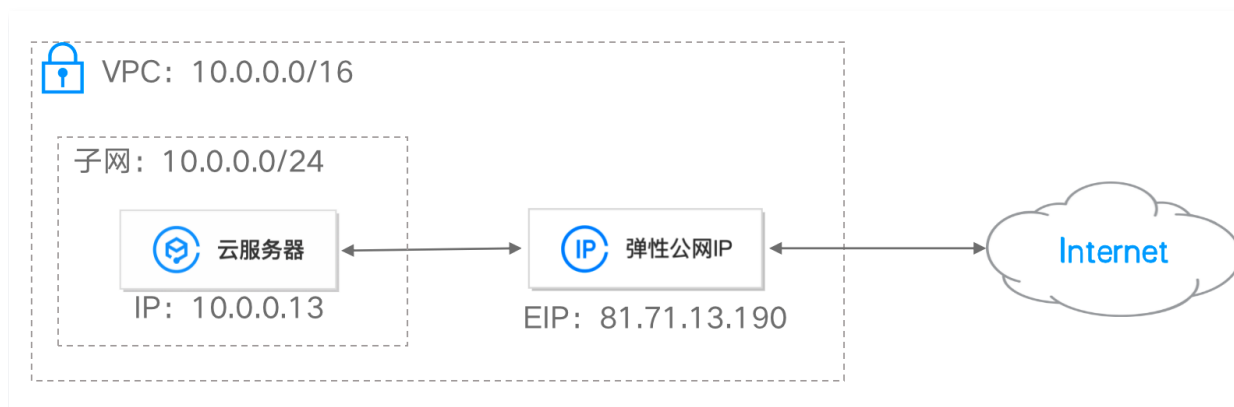 VPC：10.0.0.0/16
子网：10.0.0.0/24
云服务器
IP：10.0.0.13
IP
弹性公网IP
EIP：81.71.13.190
Internet